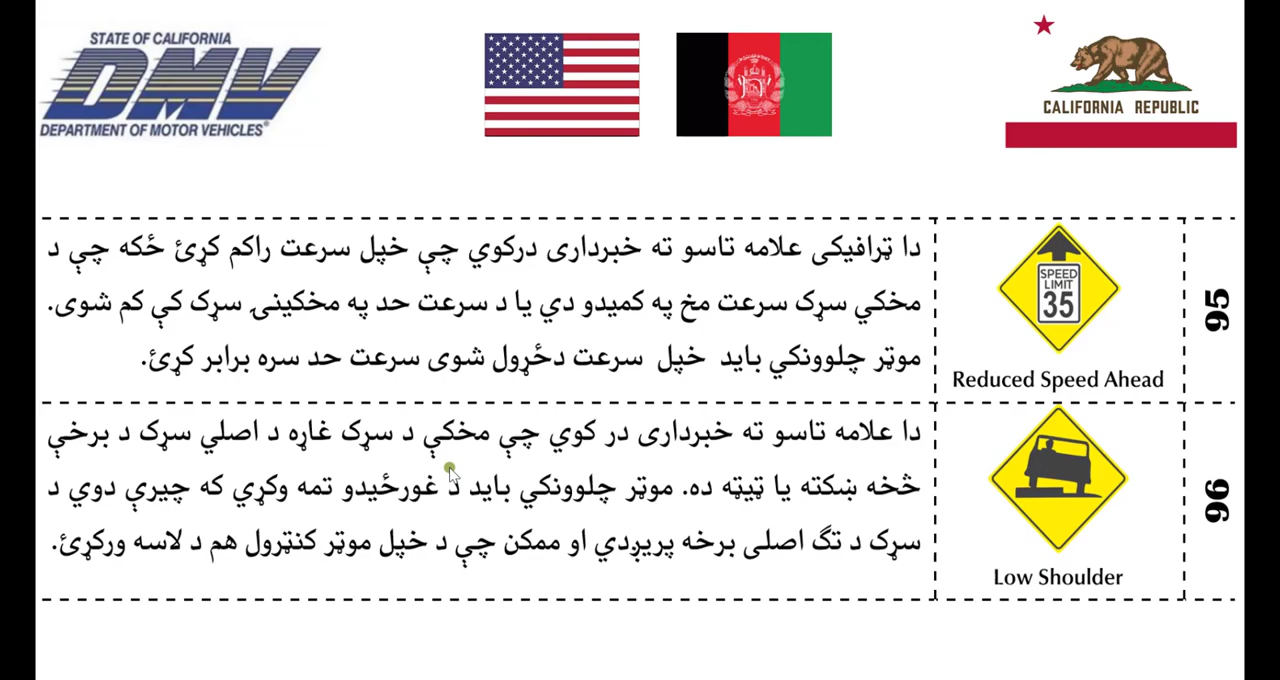 STATE OF CALIFORNIA
DMV
DEPARTMENT OF MOTOR VEHICLES®
CALIFORNIA REPUBLIC
95
SPEED
LIMIT
35
Reduced Speed Ahead
دا ټرافیکی علامه تاسو ته خبرداری درکوي چې خپل سرعت راکم کړئ ځکه چې د
مخکي سړک سرعت مخ په کمیدو دي یا د سرعت حد په مخکینۍ سړک کې کم شوی.
موټر چلوونکي باید خپل سرعت دځړول شوی سرعت حد سره برابر کړئ.
96
Low Shoulder
دا علامه تاسو ته خبرداری در کوي چې مخکې د سړک غاړه د اصلي سړک د برخې
څخه ښکته یا ټیټه ده. موټر چلوونکي باید د غورځیدو تمه وکړي که چیرې دوي د
سړک د تګ اصلی برخه پریږدي او ممکن چې د خپل موټر کنټرول هم د لاسه ورکړئ.